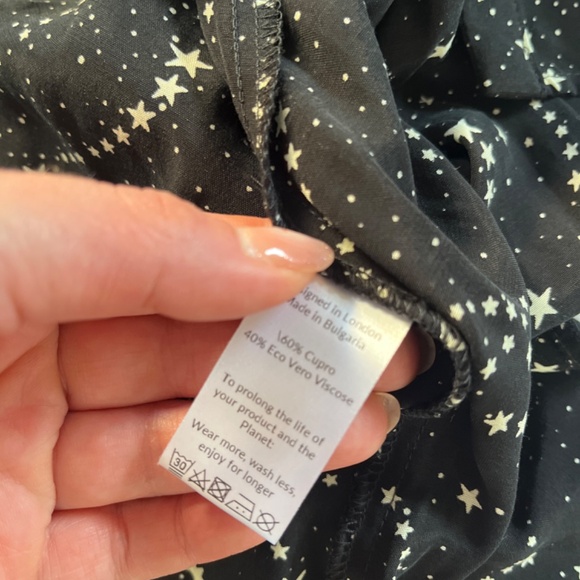 in London
Made in Bulgaria
\60% Cupro
40% Eco Vero Viscose
To prolong the life of
your product and the
Planet:
Wear more, wash less,
enjoy for longer
30